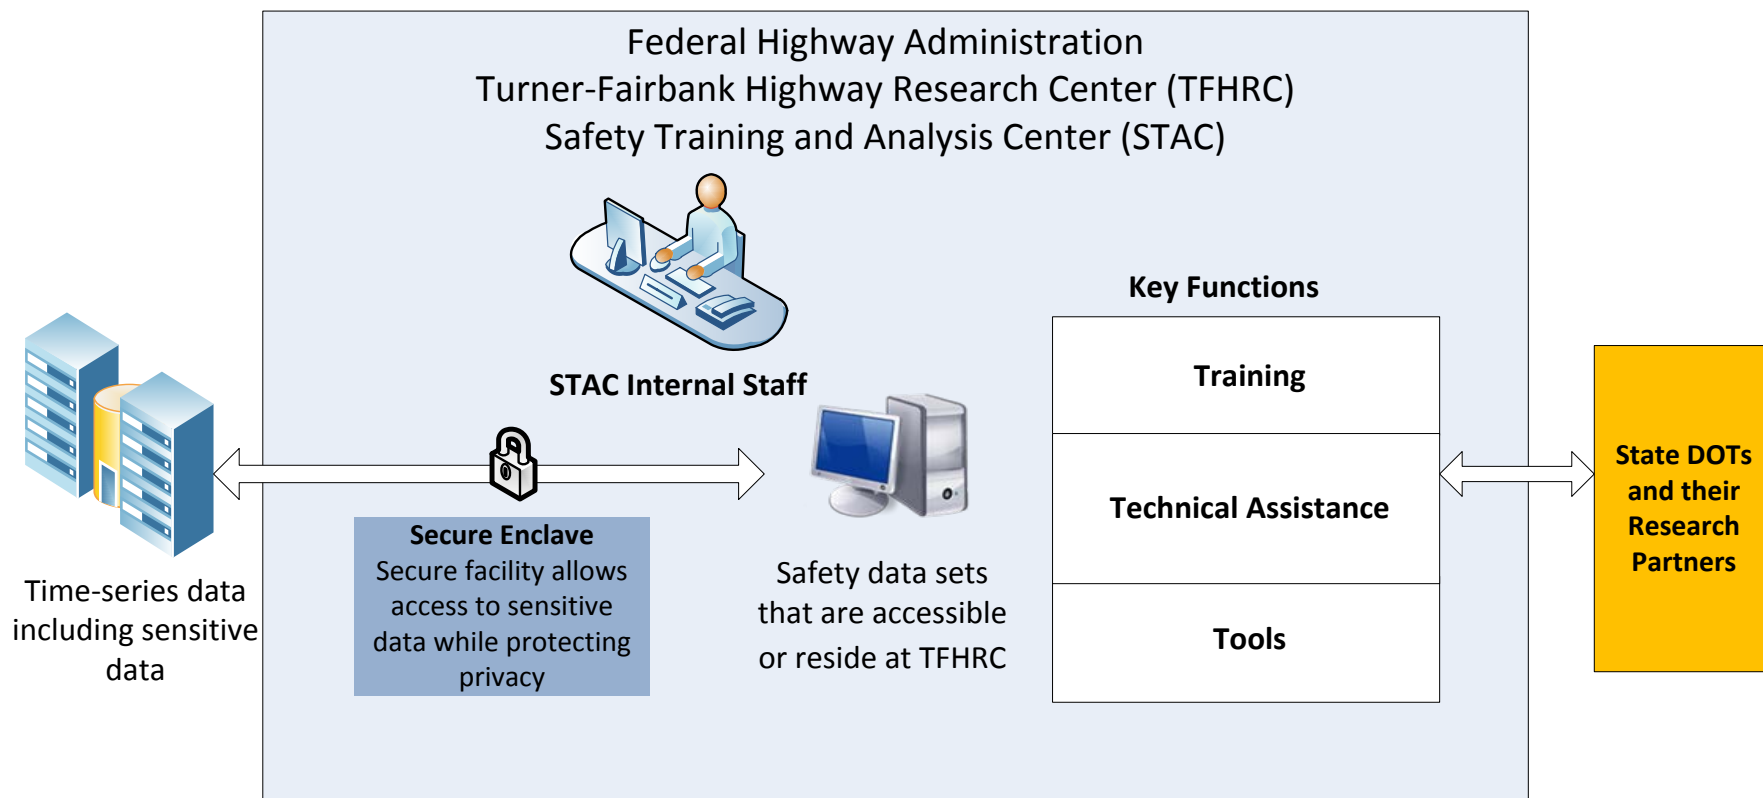 Federal Highway Administration
Turner-Fairbank Highway Research Center (TFHRC)
Safety Training and Analysis Center (STAC)
STAC Internal Staff
Time-series data
including sensitive
data
Secure Enclave
Secure facility allows
access to sensitive
data while protecting
privacy
Safety data sets
that are accessible
or reside at TFHRC
Key Functions
Training
Technical Assistance
Tools
State DOTs
and their
Research
Partners